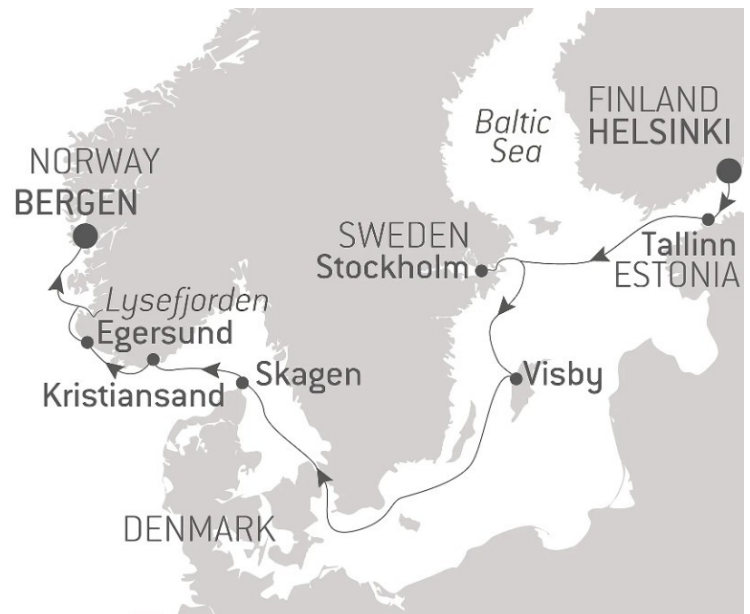 FINLAND
HELSINKI
Baltic
Sea
NORWAY
BERGEN
SWEDEN
Stockholm
Tallinn
ESTONIA
Lysefjorden
Egersund
Kristiansand
Skagen
Visby
DENMARK